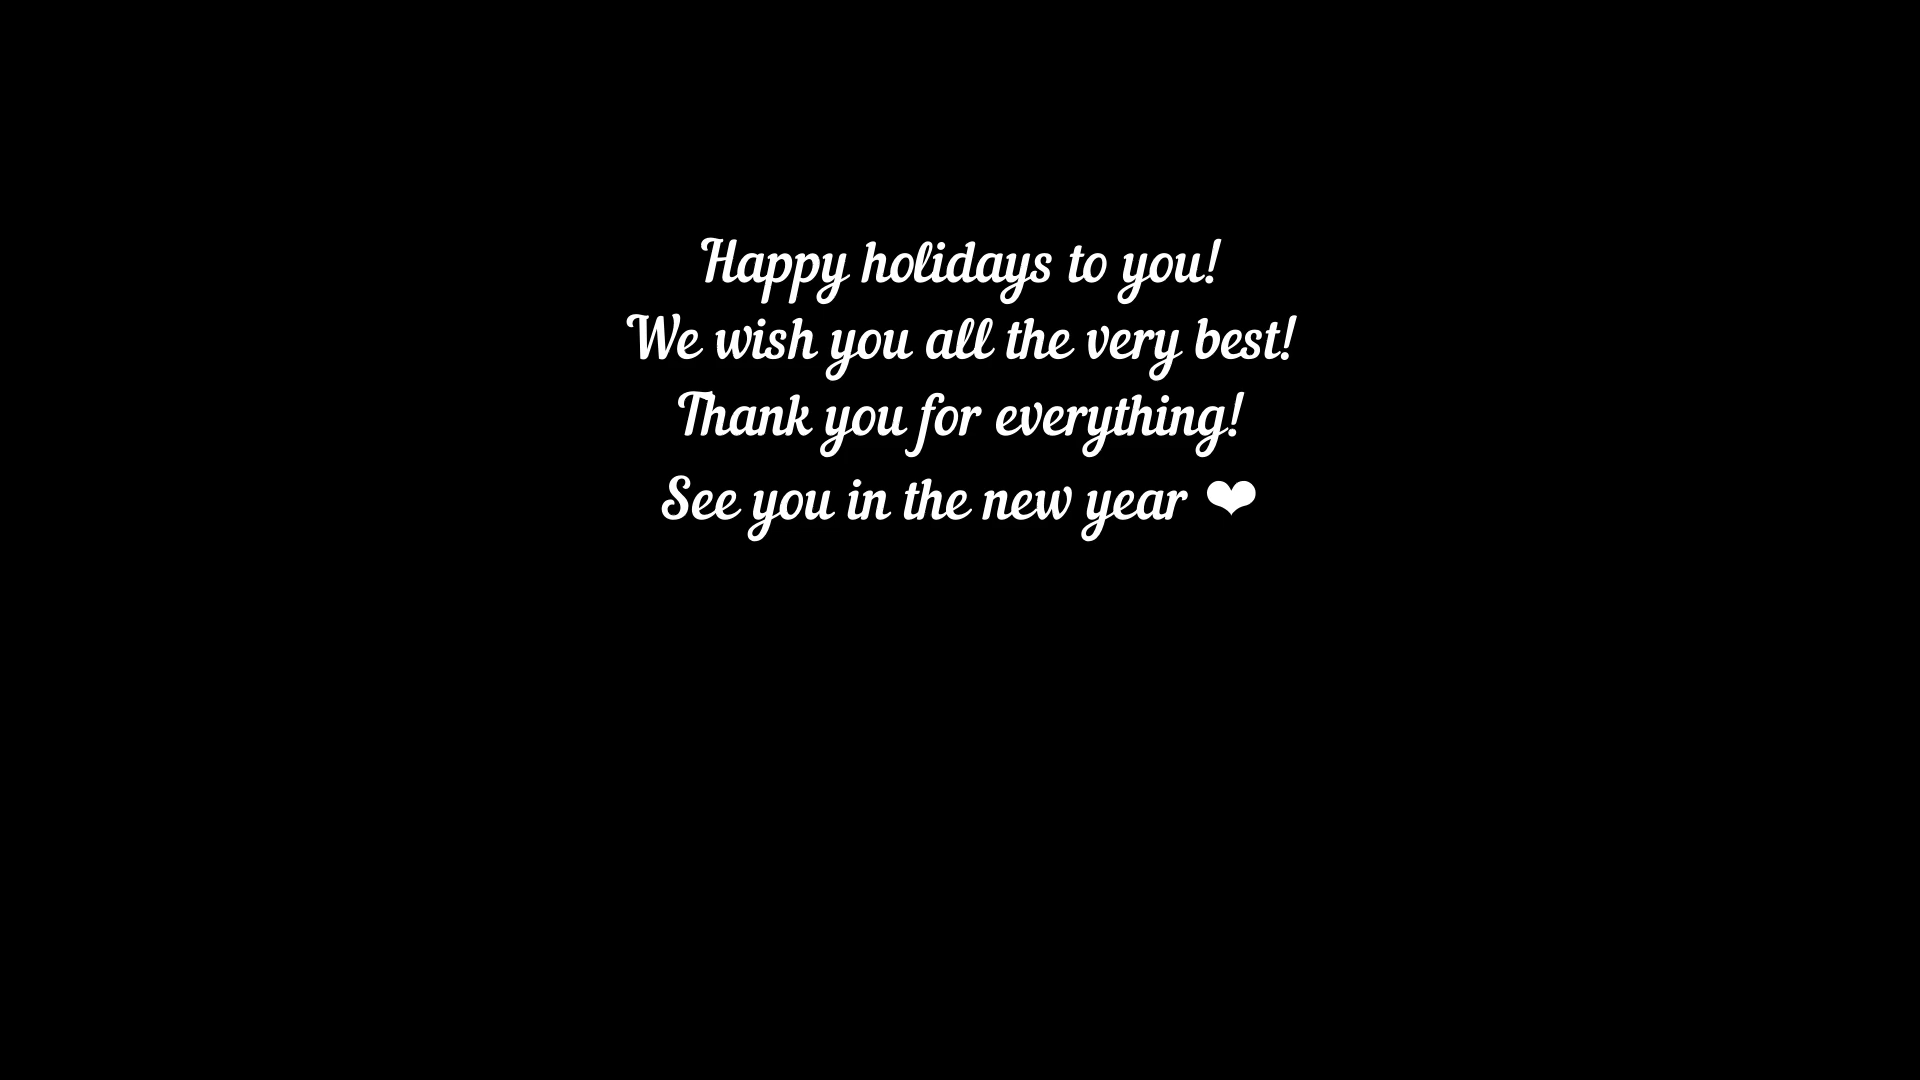 Happy holidays to you!
We wish you all the very best!
Thank you for everything!
See you in the new year ❤